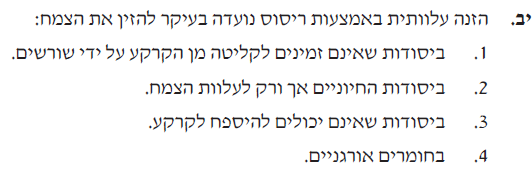 יב. הזנה עלוותית באמצעות ריסוס נועדה בעיקר להזין את הצמח:
1. ביסודות שאינם זמינים לקליטה מן הקרקע על ידי שורשים.
2. ביסודות החיוניים אך ורק לעלוות הצמח.
3. ביסודות שאינם יכולים להיספח לקרקע.
4. בחומרים אורגניים.